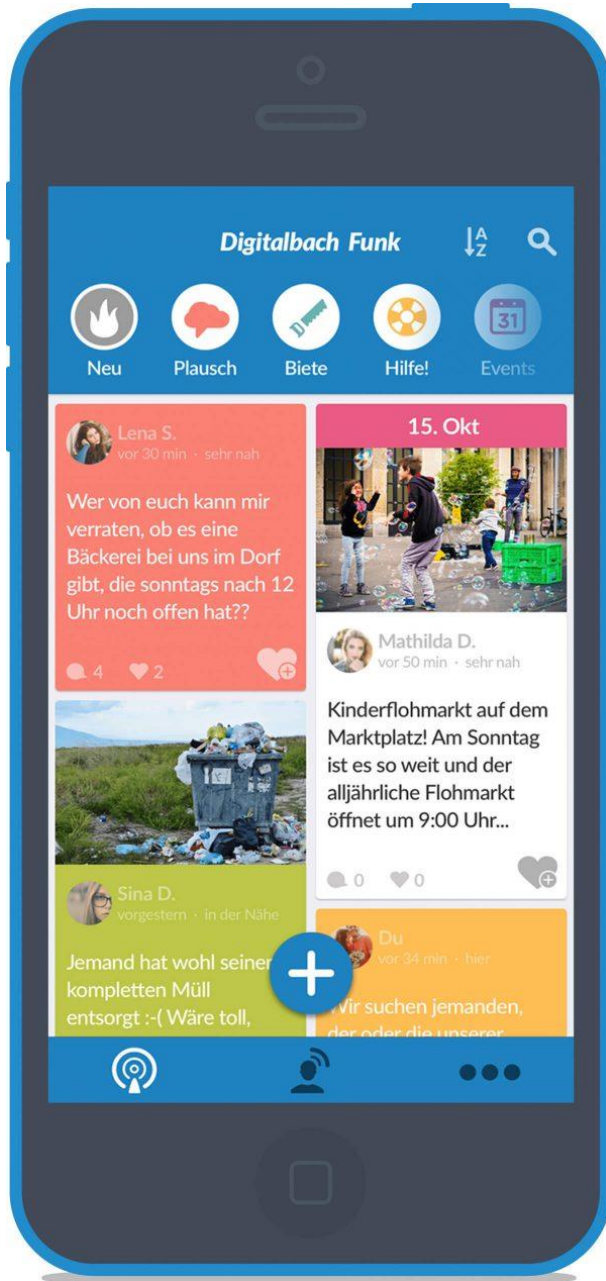 Digitalbach Funk
A
Z
Neu
Plausch
Biete
31
Hilfe!
Events
Lena S.
vor 30 min · sehr nah
Wer von euch kann mir
verraten, ob es eine
Bäckerei bei uns im Dorf
gibt, die sonntags nach 12
Uhr noch offen hat??
4
2
15. Okt
Mathilda D.
vor 50 min · sehr nah
Kinderflohmarkt auf dem
Marktplatz! Am Sonntag
ist es so weit und der
alljährliche Flohmarkt
öffnet um 9:00 Uhr...
0
0
Sina D.
vorgestern · in der Nähe
Jemand hat wohl seinen
kompletten Müll
entsorgt :-( Wäre toll,
Du
vor 34 min · hier
Wir suchen jemanden,
der oder die unserer